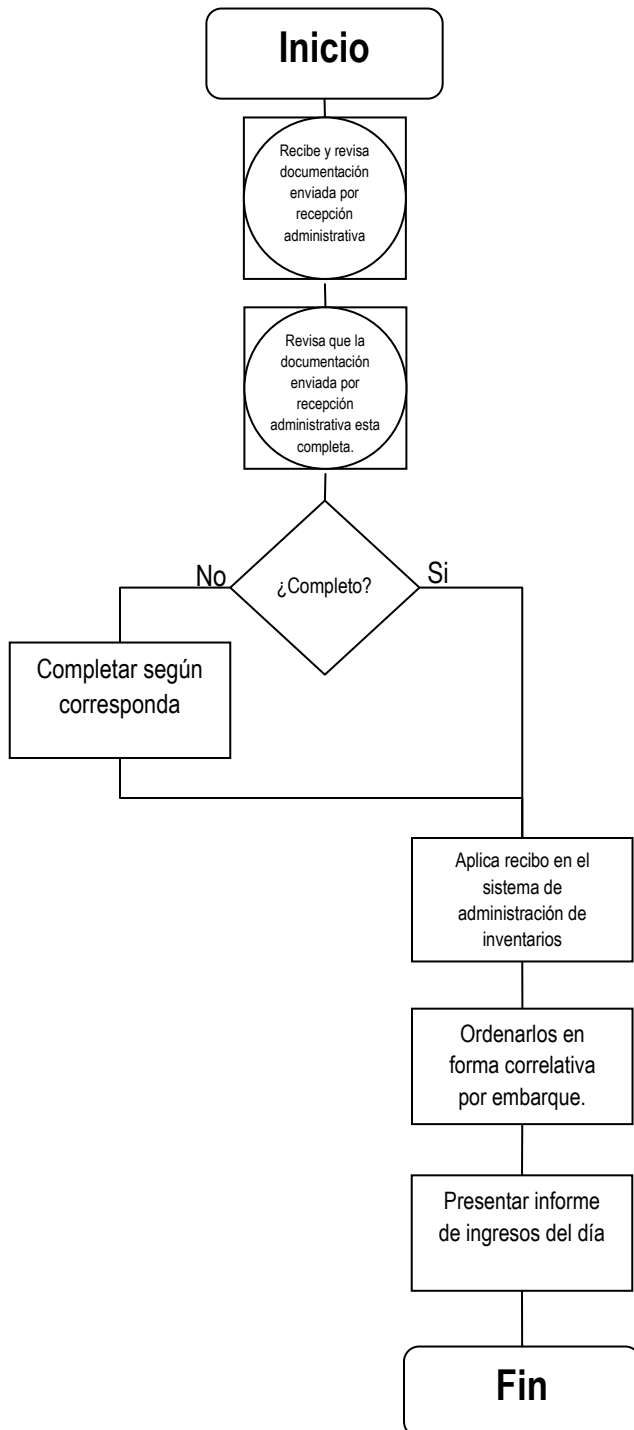 Inicio
Recibe y revisa
documentación
enviada por
recepción
administrativa
Revisa que la
documentación
enviada por
recepción
administrativa esta
completa.
¿Completo?
No
Si
Completar según
corresponda
Aplica recibo en el
sistema de
administración de
inventarios
Ordenarlos en
forma correlativa
por embarque.
Presentar informe
de ingresos del día
Fin